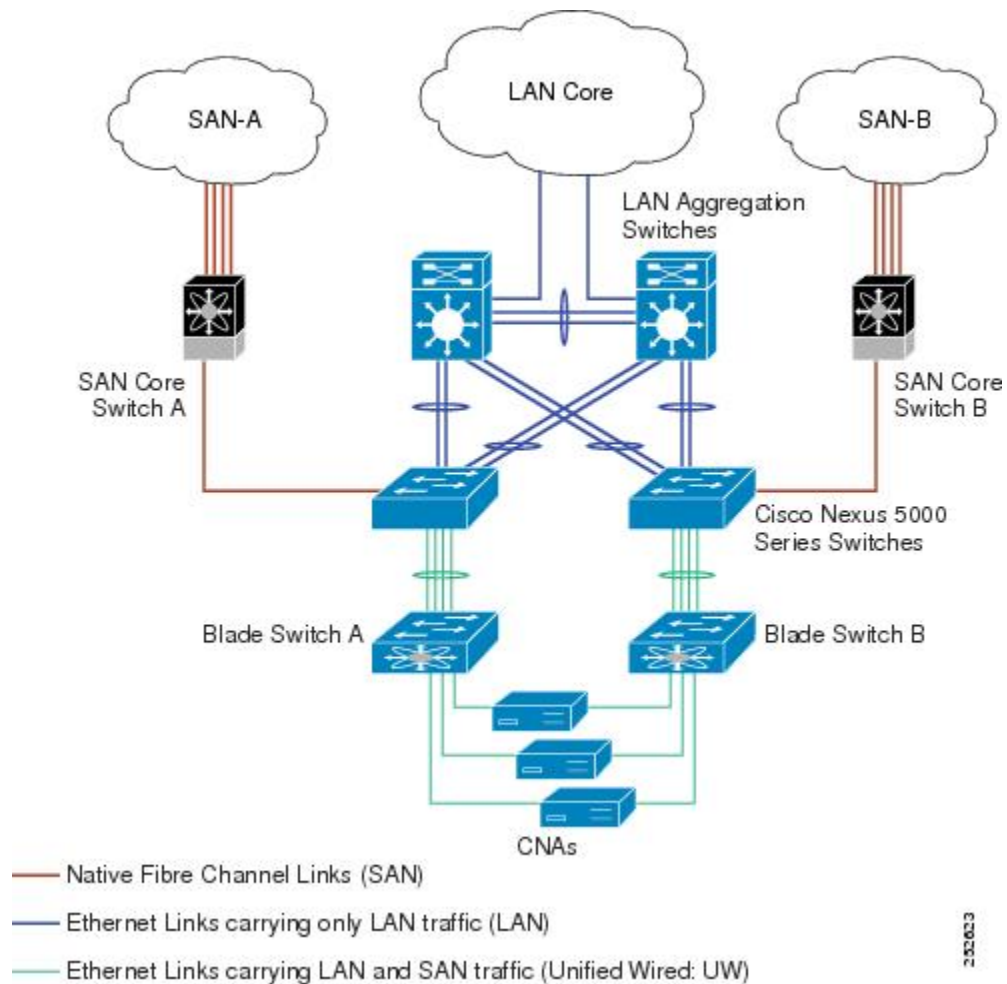 SAN-A
LAN Core
SAN-B
LAN Aggregation
Switches
SAN Core
Switch A
SAN Core
Switch B
Cisco Nexus 5000
Series Switches
Blade Switch A
Blade Switch B
CNAs
Native Fibre Channel Links (SAN)
Ethernet Links carrying only LAN traffic (LAN)
Ethernet Links carrying LAN and SAN traffic (Unified Wired: UW)
252623